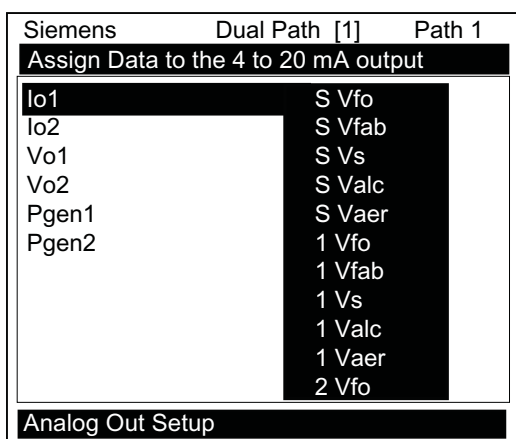 Siemens Dual Path [1] Path 1
Assign Data to the 4 to 20 mA output
Io1 S Vfo
Io2 S Vfab
Vo1 S Vs
Vo2 S Valc
Pgen1 S Vaer
Pgen2 1 Vfo
1 Vfab
1 Vs
1 Valc
1 Vaer
2 Vfo
Analog Out Setup